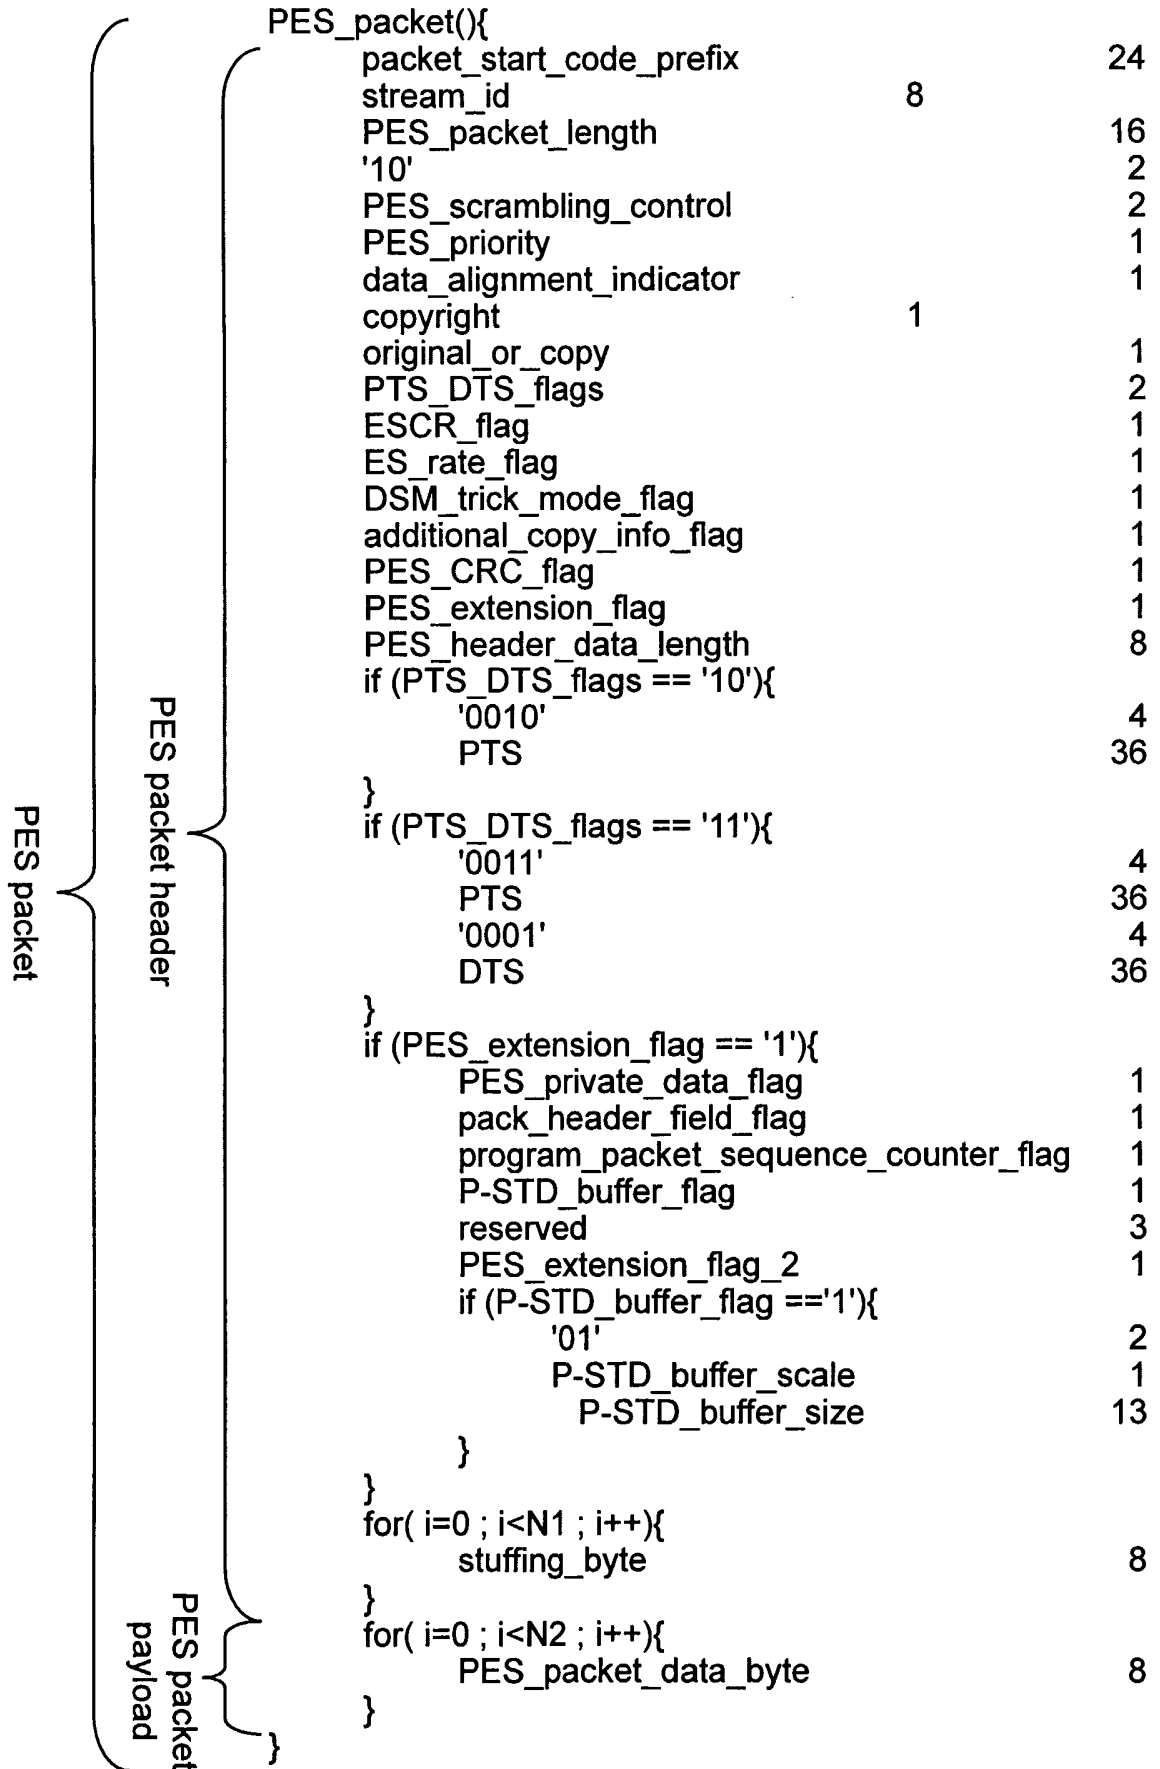 PES_packet(){
packet_start_code_prefix 24
stream_id 8
PES_packet_length 16
'10' 2
PES_scrambling_control 2
PES_priority 1
data_alignment_indicator 1
copyright 1
original_or_copy 1
PTS_DTS_flags 2
ESCR_flag 1
ES_rate_flag 1
DSM_trick_mode_flag 1
additional_copy_info_flag 1
PES_CRC_flag 1
PES_extension_flag 1
PES_header_data_length 8
if (PTS_DTS_flags == '10'){
'0010' 4
PTS 36
}
if (PTS_DTS_flags == '11'){
'0011' 4
PTS 36
'0001' 4
DTS 36
}
if (PES_extension_flag == '1'){
PES_private_data_flag 1
pack_header_field_flag 1
program_packet_sequence_counter_flag 1
P-STD_buffer_flag 1
reserved 3
PES_extension_flag_2 1
if (P-STD_buffer_flag =='1'){
'01' 2
P-STD_buffer_scale 1
P-STD_buffer_size 13
}
}
for( i=0 ; i<N1 ; i++){
stuffing_byte 8
}
for( i=0 ; i<N2 ; i++){
PES_packet_data_byte 8
}
}
PES packet
PES packet header
PES packet
payload